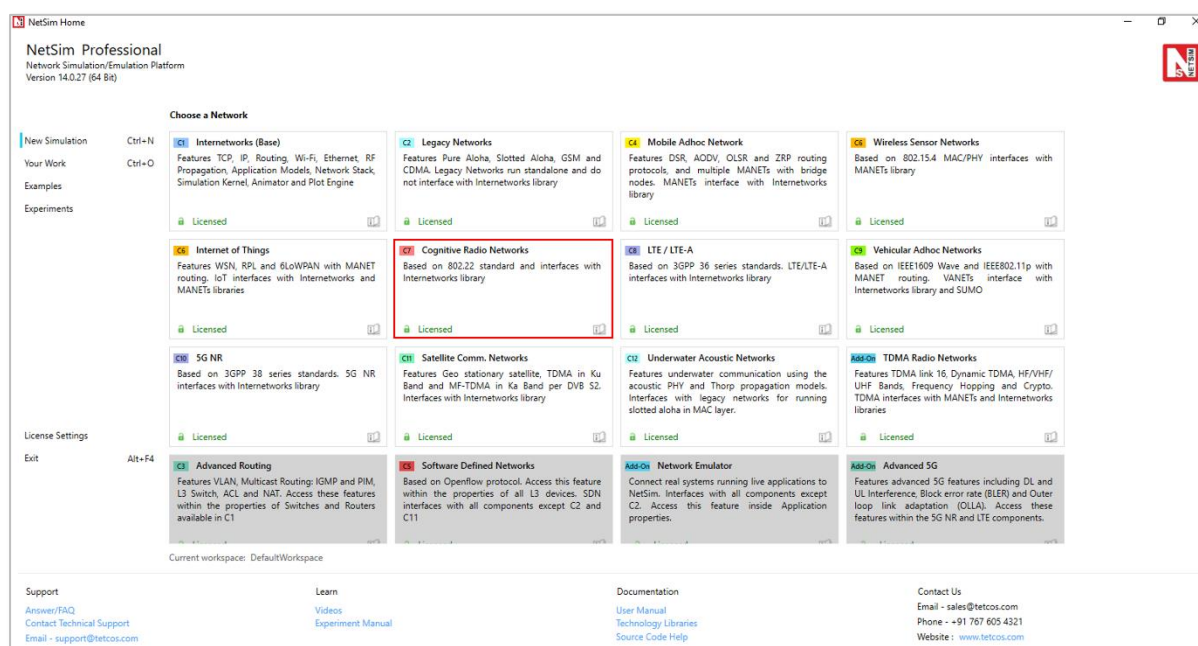 NetSim Home
NetSim Professional
Network Simulation/Emulation Platform
Version 14.0.27 (64 Bit)
NETSIM
Choose a Network
New Simulation Ctrl+N
Your Work Ctrl+O
Examples
Experiments
License Settings
Exit Alt+F4
C1 Internetworks (Base)
Features TCP, IP, Routing, Wi-Fi, Ethernet, RF
Propagation, Application Models, Network Stack,
Simulation Kernel, Animator and Plot Engine
Licensed
C2 Legacy Networks
Features Pure Aloha, Slotted Aloha, GSM and
CDMA. Legacy Networks run standalone and do
not interface with Internetworks library
Licensed
C4 Mobile Adhoc Network
Features DSR, AODV, OLSR and ZRP routing
protocols, and multiple MANETs with bridge
nodes. MANETs interface with Internetworks
library
Licensed
C6 Wireless Sensor Networks
Based on 802.15.4 MAC/PHY interfaces with
MANETs library
Licensed
C6 Internet of Things
Features WSN, RPL and 6LoWPAN with MANET
routing. IoT interfaces with Internetworks and
MANETs libraries
Licensed
C7 Cognitive Radio Networks
Based on 802.22 standard and interfaces with
Internetworks library
Licensed
C8 LTE / LTE-A
Based on 3GPP 36 series standards. LTE/LTE-A
interfaces with Internetworks library
Licensed
C9 Vehicular Adhoc Networks
Based on IEEE1609 Wave and IEEE802.11p with
MANET routing. VANETs interface with
Internetworks library and SUMO
Licensed
C10 5G NR
Based on 3GPP 38 series standards. 5G NR
interfaces with Internetworks library
Licensed
C11 Satellite Comm. Networks
Features Geo stationary satellite, TDMA in Ku
Band and MF-TDMA in Ka Band per DVB S2.
Interfaces with Internetworks library
Licensed
C12 Underwater Acoustic Networks
Features underwater communication using the
acoustic PHY and Thorp propagation models.
Interfaces with legacy networks for running
slotted aloha in MAC layer.
Licensed
Add-On TDMA Radio Networks
Features TDMA link 16, Dynamic TDMA, HF/VHF/
UHF Bands, Frequency Hopping and Crypto.
TDMA interfaces with MANETs and Internetworks
libraries
Licensed
C3 Advanced Routing
Features VLAN, Multicast Routing: IGMP and PIM,
L3 Switch, ACL and NAT. Access these features
within the properties of Switches and Routers
available in C1
C5 Software Defined Networks
Based on Openflow protocol. Access this feature
within the properties of all L3 devices. SDN
interfaces with all components except C2 and
C11
Add-On Network Emulator
Connect real systems running live applications to
NetSim. Interfaces with all components except
C2. Access this feature inside Application
properties.
Add-On Advanced 5G
Features advanced 5G features including DL and
UL Interference, Block error rate (BLER) and Outer
loop link adaptation (OLLA). Access these
features within the 5G NR and LTE components.
Current workspace: DefaultWorkspace
Support
Answer/FAQ
Contact Technical Support
Email - support@tetcos.com
Learn
Videos
Experiment Manual
Documentation
User Manual
Technology Libraries
Source Code Help
Contact Us
Email - sales@tetcos.com
Phone - +91 767 605 4321
Website : www.tetcos.com